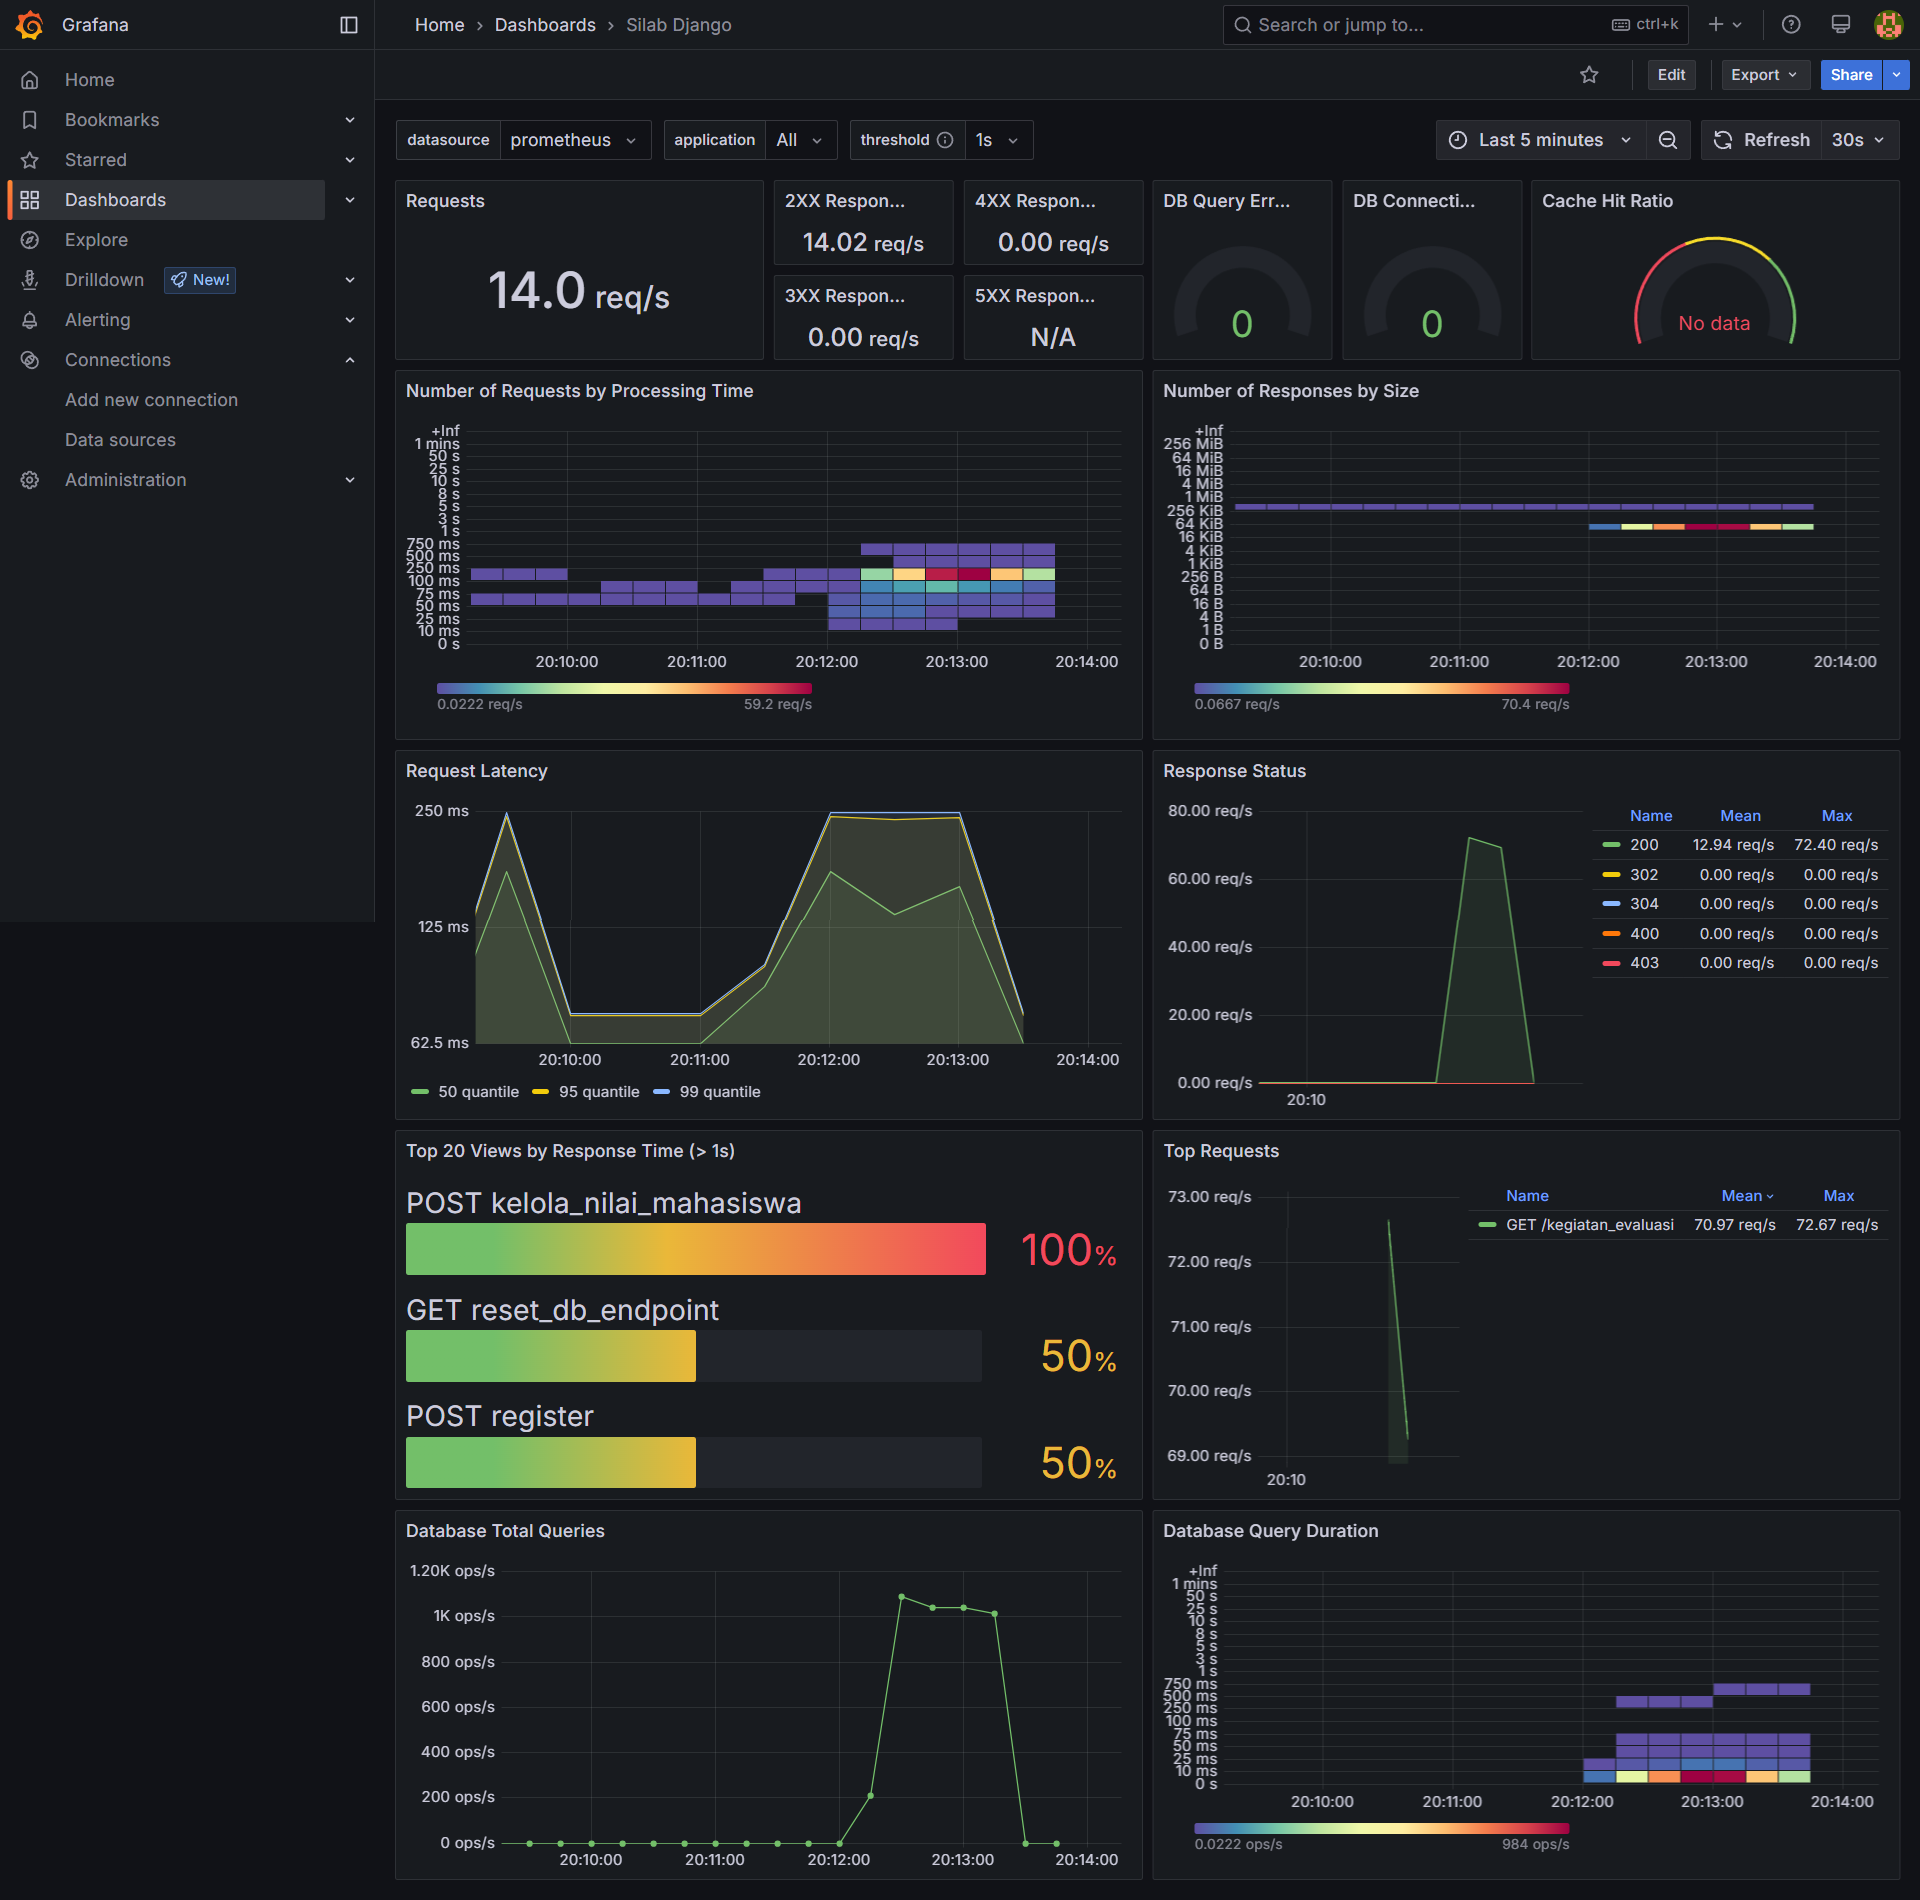 Grafana
Home › Dashboards › Silab Django
Search or jump to... ctrl+k
Home
Bookmarks
Starred
Dashboards
Explore
Drilldown New!
Alerting
Connections
Add new connection
Data sources
Administration
Edit Export Share
datasource prometheus application All threshold 1s Last 5 minutes Refresh 30s
Requests
14.0 req/s
2XX Respon...
14.02 req/s
4XX Respon...
0.00 req/s
3XX Respon...
0.00 req/s
5XX Respon...
N/A
DB Query Err...
0
DB Connecti...
0
Cache Hit Ratio
No data
Number of Requests by Processing Time
+Inf
1 mins
50 s
25 s
10 s
8 s
5 s
3 s
1 s
750 ms
500 ms
250 ms
100 ms
75 ms
50 ms
25 ms
10 ms
0 s
20:10:00 20:11:00 20:12:00 20:13:00 20:14:00
0.0222 req/s 59.2 req/s
Number of Responses by Size
+Inf
256 MiB
64 MiB
16 MiB
4 MiB
1 MiB
256 KiB
64 KiB
16 KiB
4 KiB
1 KiB
256 B
64 B
16 B
4 B
1 B
0 B
20:10:00 20:11:00 20:12:00 20:13:00 20:14:00
0.0667 req/s 70.4 req/s
Request Latency
250 ms
125 ms
62.5 ms
20:10:00 20:11:00 20:12:00 20:13:00 20:14:00
50 quantile 95 quantile 99 quantile
Response Status
80.00 req/s
60.00 req/s
40.00 req/s
20.00 req/s
0.00 req/s
20:10
Name Mean Max
200 12.94 req/s 72.40 req/s
302 0.00 req/s 0.00 req/s
304 0.00 req/s 0.00 req/s
400 0.00 req/s 0.00 req/s
403 0.00 req/s 0.00 req/s
Top 20 Views by Response Time (> 1s)
POST kelola_nilai_mahasiswa
100%
GET reset_db_endpoint
50%
POST register
50%
Top Requests
73.00 req/s
72.00 req/s
71.00 req/s
70.00 req/s
69.00 req/s
20:10
Name Mean Max
GET /kegiatan_evaluasi 70.97 req/s 72.67 req/s
Database Total Queries
1.20K ops/s
1K ops/s
800 ops/s
600 ops/s
400 ops/s
200 ops/s
0 ops/s
20:10:00 20:11:00 20:12:00 20:13:00 20:14:00
Database Query Duration
+Inf
1 mins
50 s
25 s
10 s
8 s
5 s
3 s
1 s
750 ms
500 ms
250 ms
100 ms
75 ms
50 ms
25 ms
10 ms
0 s
20:10:00 20:11:00 20:12:00 20:13:00 20:14:00
0.0222 ops/s 984 ops/s